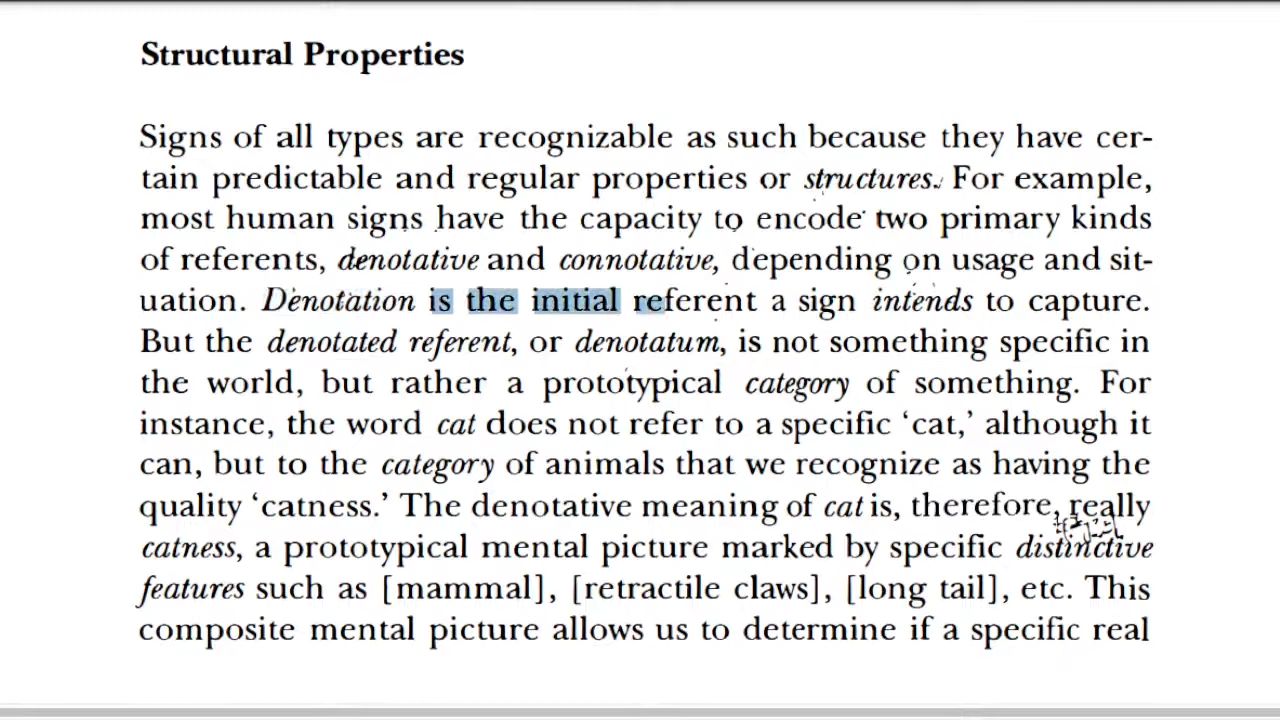 Structural Properties
Signs of all types are recognizable as such because they have cer-
tain predictable and regular properties or structures. For example,
most human signs have the capacity to encode two primary kinds
of referents, denotative and connotative, depending on usage and sit-
uation. Denotation is the initial referent a sign intends to capture.
But the denotated referent, or denotatum, is not something specific in
the world, but rather a prototypical category of something. For
instance, the word cat does not refer to a specific ‘cat,’ although it
can, but to the category of animals that we recognize as having the
quality ‘catness.’ The denotative meaning of cat is, therefore, really
catness, a prototypical mental picture marked by specific distinctive
features such as [mammal], [retractile claws], [long tail], etc. This
composite mental picture allows us to determine if a specific real